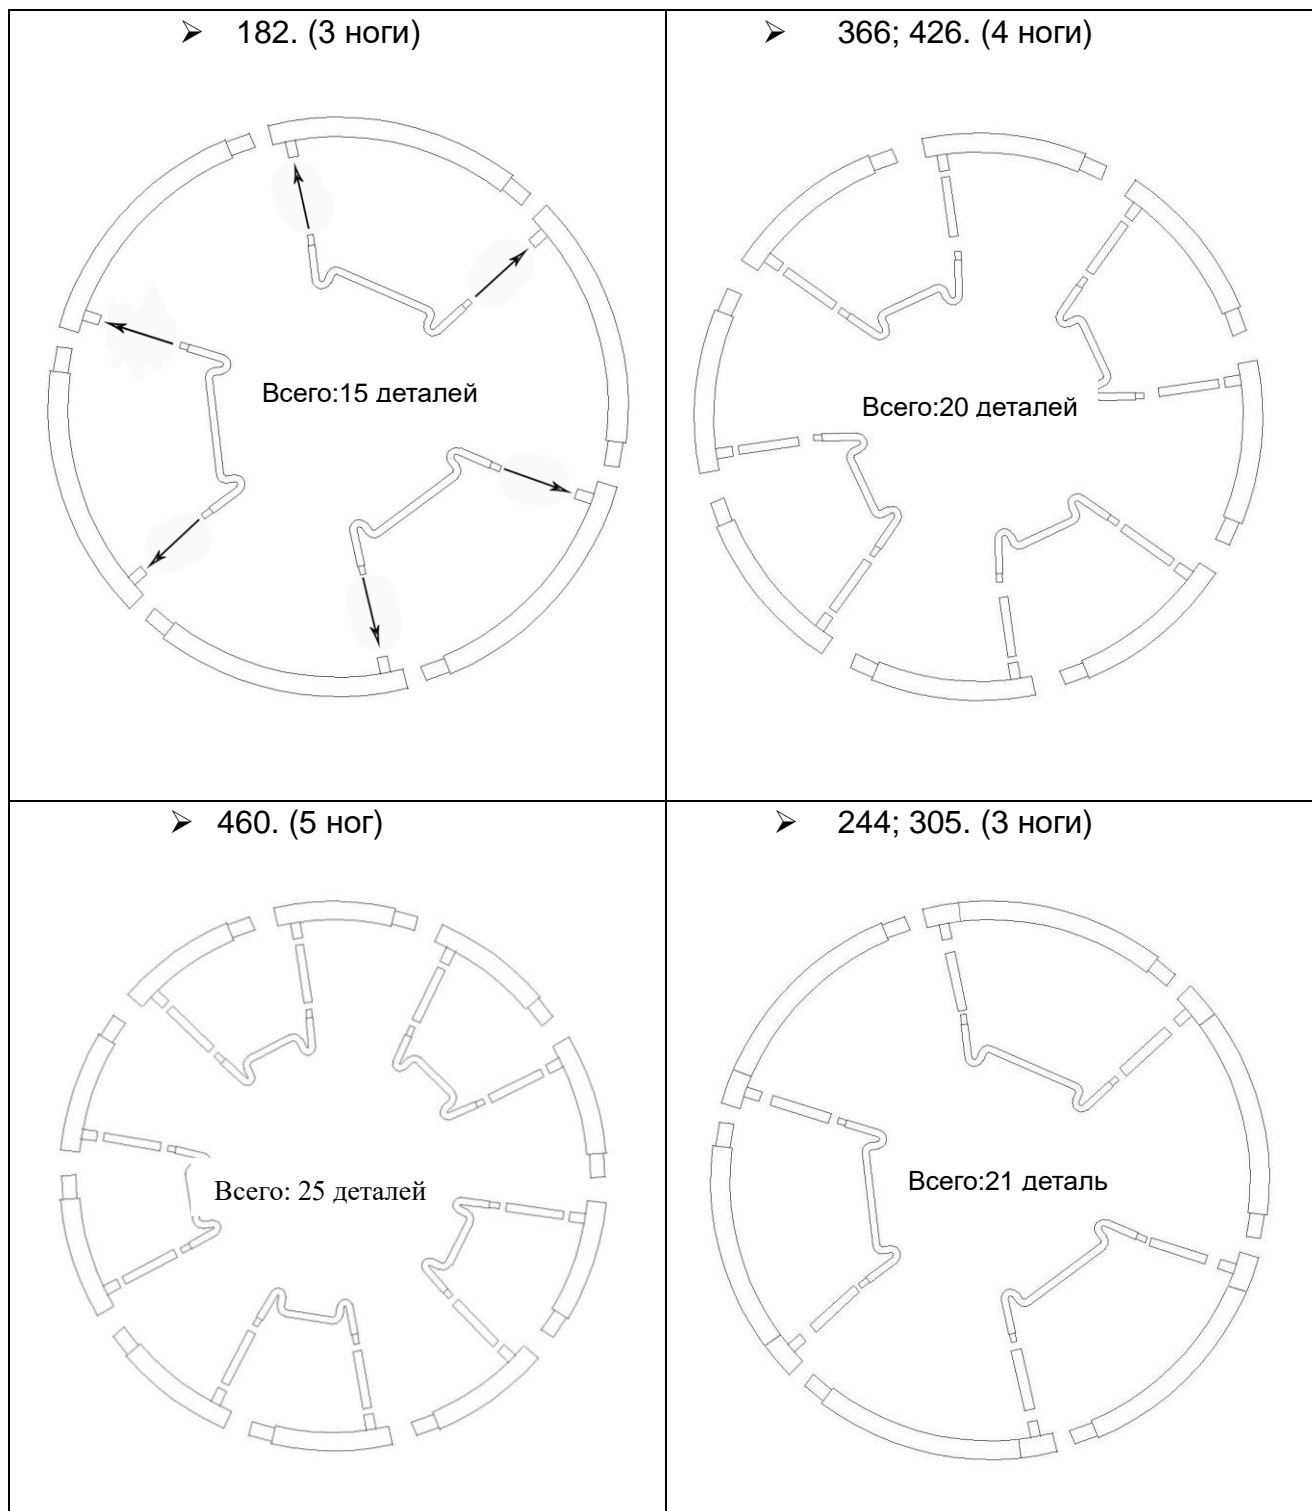 ➢ 182. (3 ноги)
➢ 366; 426. (4 ноги)
Всего:15 деталей
Всего:20 деталей
➢ 460. (5 ног)
➢ 244; 305. (3 ноги)
Всего: 25 деталей
Всего:21 деталь